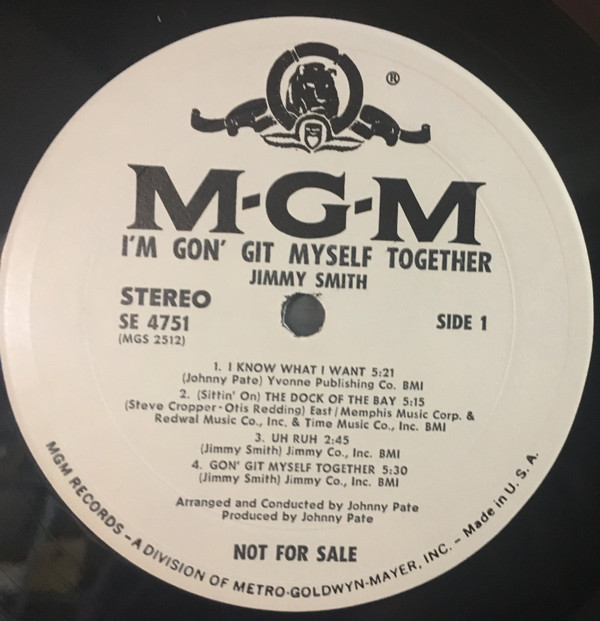 ®
M-G-M
I'M GON' GIT MYSELF TOGETHER
JIMMY SMITH
STEREO
SE 4751
(MGS 2512)
SIDE 1
1. I KNOW WHAT I WANT 5:21
(Johnny Pate) Yvonne Publishing Co. BMI
2. (Sittin' On) THE DOCK OF THE BAY 5:15
(Steve Cropper-Otis Redding) East/Memphis Music Corp. &
Redwal Music Co., Inc. & Time Music Co., Inc. BMI
3. UH RUH 2:45
(Jimmy Smith) Jimmy Co., Inc. BMI
4. GON' GIT MYSELF TOGETHER 5:30
(Jimmy Smith) Jimmy Co., Inc. BMI
Arranged and Conducted by Johnny Pate
Produced by Johnny Pate
NOT FOR SALE
MGM RECORDS – A DIVISION OF METRO-GOLDWYN-MAYER, INC. – Made in U. S. A.